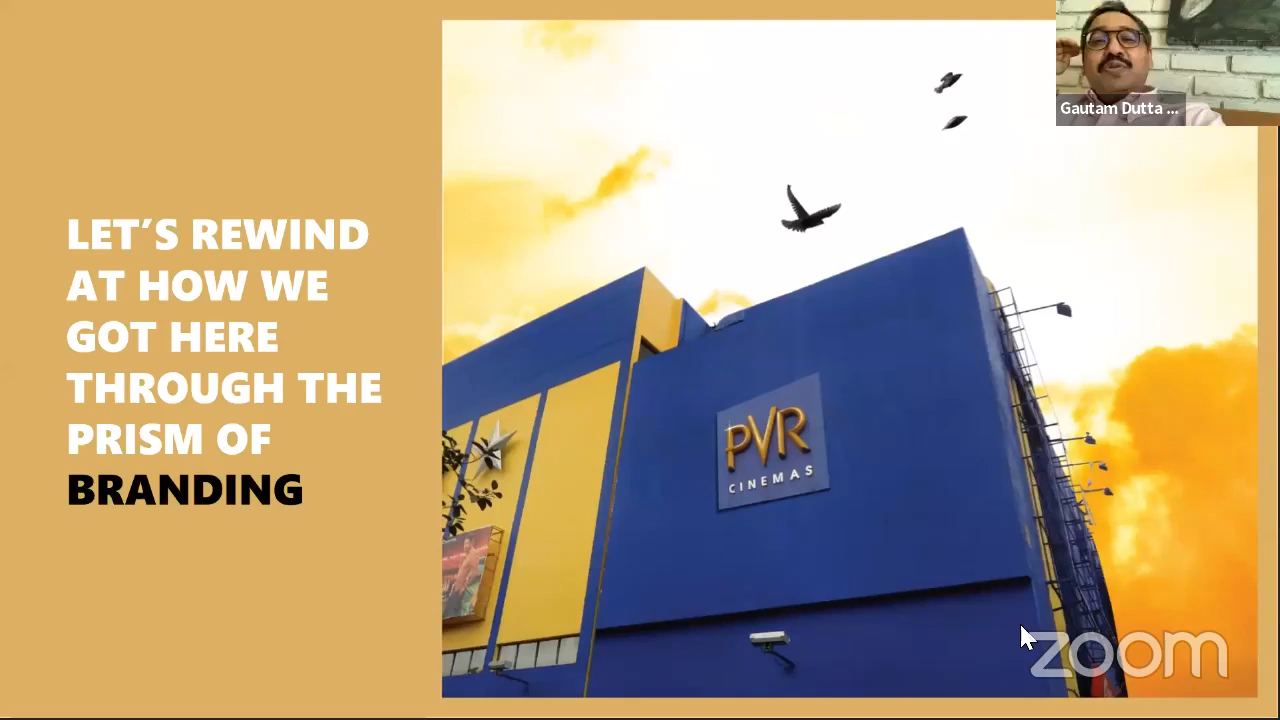 LET'S REWIND
AT HOW WE
GOT HERE
THROUGH THE
PRISM OF
BRANDING
PVR
CINEMAS
Gautam Dutta ...
zoom